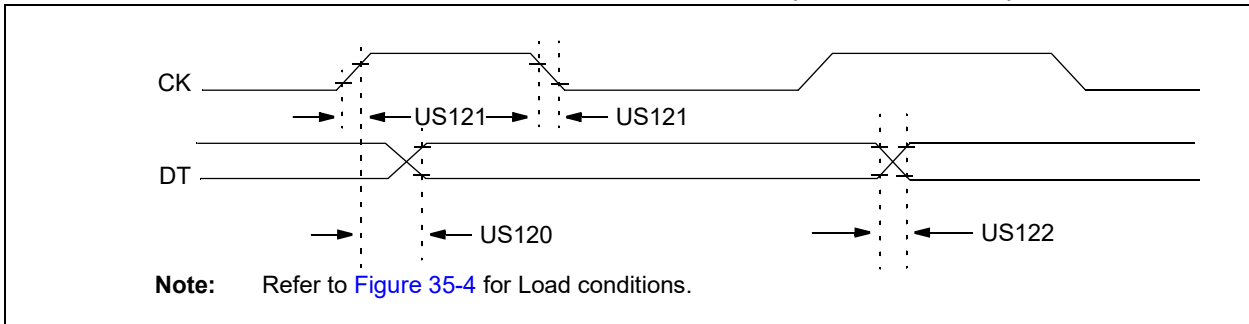 CK
US121 US121
DT
US120 US122
Note: Refer to Figure 35-4 for Load conditions.